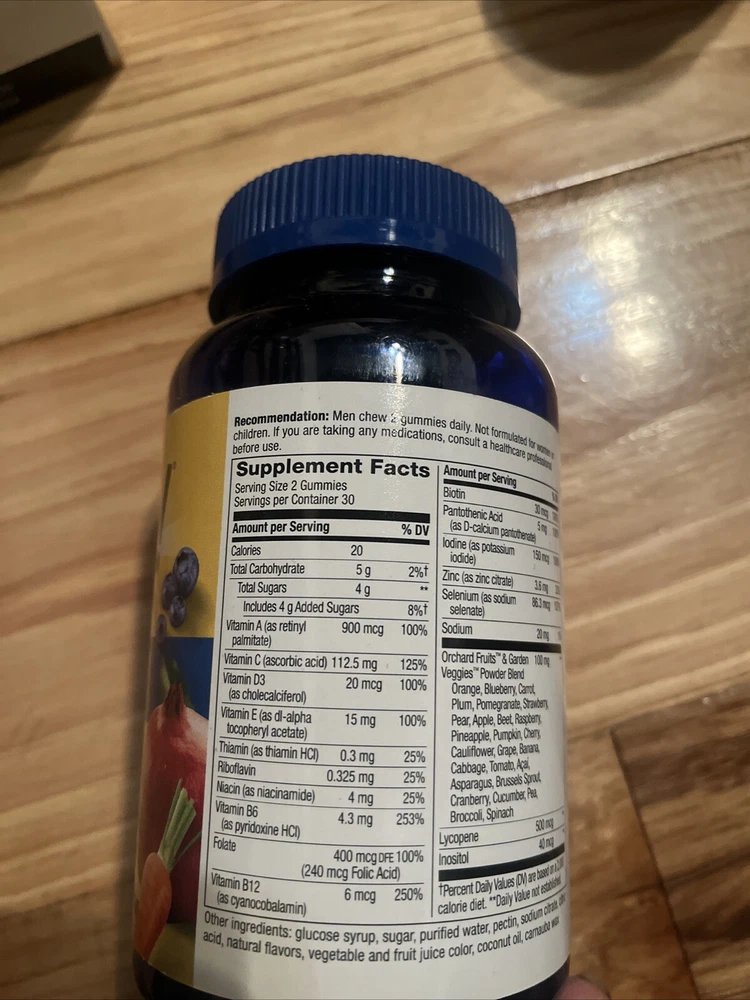 Recommendation: Men chew 2 gummies daily. Not formulated for women or
children. If you are taking any medications, consult a healthcare professional
before use.
Supplement Facts
Serving Size 2 Gummies
Servings per Container 30
Amount per Serving % DV
Calories 20
Total Carbohydrate 5 g 2%†
Total Sugars 4 g **
Includes 4 g Added Sugars 8%†
Vitamin A (as retinyl 900 mcg 100%
palmitate)
Vitamin C (ascorbic acid) 112.5 mg 125%
Vitamin D3 20 mcg 100%
(as cholecalciferol)
Vitamin E (as dl-alpha 15 mg 100%
tocopheryl acetate)
Thiamin (as thiamin HCl) 0.3 mg 25%
Riboflavin 0.325 mg 25%
Niacin (as niacinamide) 4 mg 25%
Vitamin B6 4.3 mg 253%
(as pyridoxine HCl)
Folate 400 mcg DFE 100%
(240 mcg Folic Acid)
Vitamin B12 6 mcg 250%
(as cyanocobalamin)
Amount per Serving
Biotin 30 mcg
Pantothenic Acid 5 mg
(as D-calcium pantothenate)
Iodine (as potassium 150 mcg
iodide)
Zinc (as zinc citrate) 3.8 mg
Selenium (as sodium 86.3 mcg
selenate)
Sodium 20 mg
Orchard Fruits™ & Garden 100 mg
Veggies™ Powder Blend
Orange, Blueberry, Carrot,
Plum, Pomegranate, Strawberry,
Pear, Apple, Beet, Raspberry,
Pineapple, Pumpkin, Cherry,
Cauliflower, Grape, Banana,
Cabbage, Tomato, Açai,
Asparagus, Brussels Sprout,
Cranberry, Cucumber, Pea,
Broccoli, Spinach
Lycopene 500 mcg
Inositol 40 mcg
†Percent Daily Values (DV) are based on a 2,000
calorie diet. **Daily Value not established
Other ingredients: glucose syrup, sugar, purified water, pectin, sodium citrate,
acid, natural flavors, vegetable and fruit juice color, coconut oil, carnauba wax